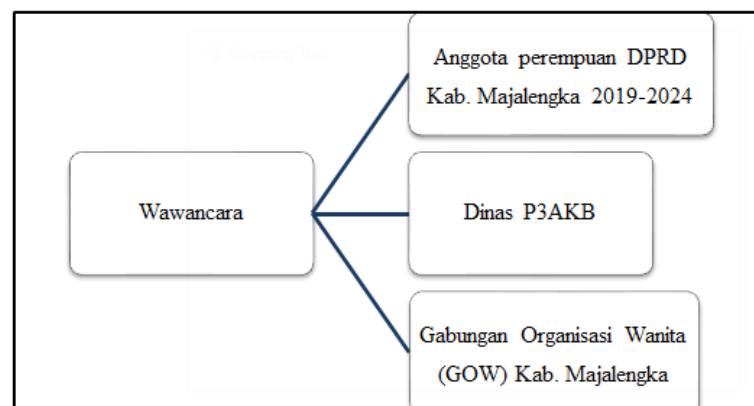 Anggota perempuan DPRD
Kab. Majalengka 2019-2024
Wawancara
Dinas P3AKB
Gabungan Organisasi Wanita
(GOW) Kab. Majalengka